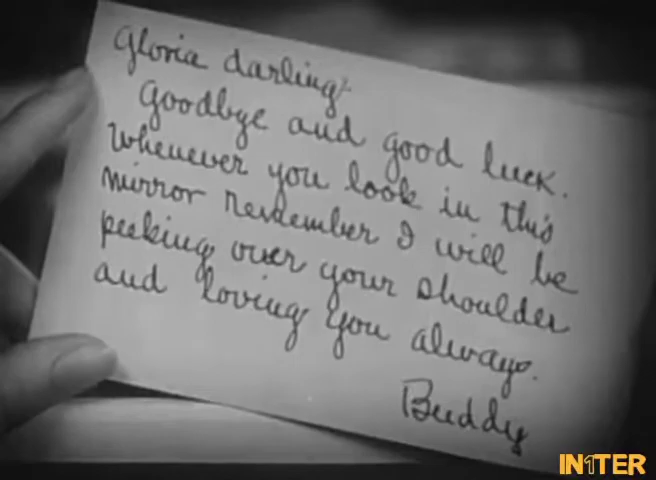 Gloria darling,
Goodbye and good luck.
Whenever you look in this
mirror remember I will be
peeking over your shoulder
and loving you always.
Buddy
IN1TER